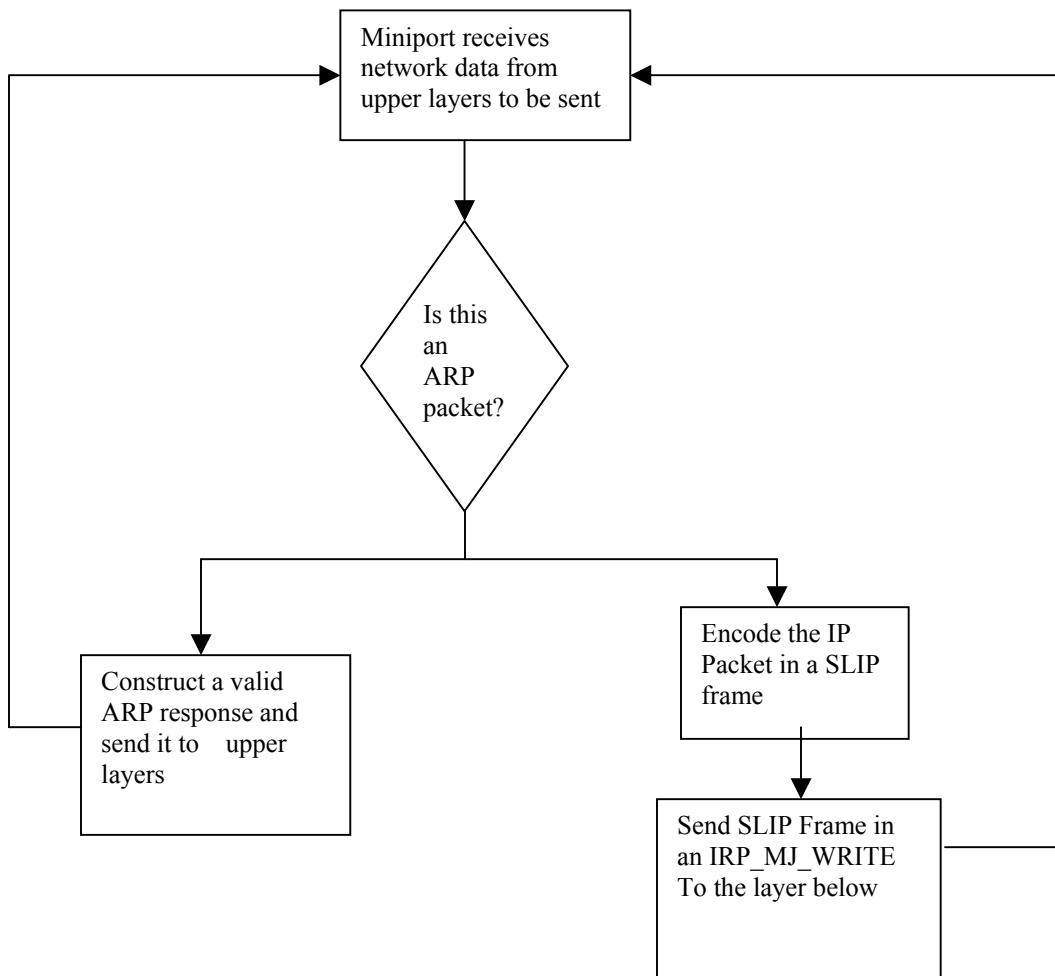 Miniport receives
network data from
upper layers to be sent
Is this
an
ARP
packet?
Construct a valid
ARP response and
send it to    upper
layers
Encode the IP
Packet in a SLIP
frame
Send SLIP Frame in
an IRP_MJ_WRITE
To the layer below